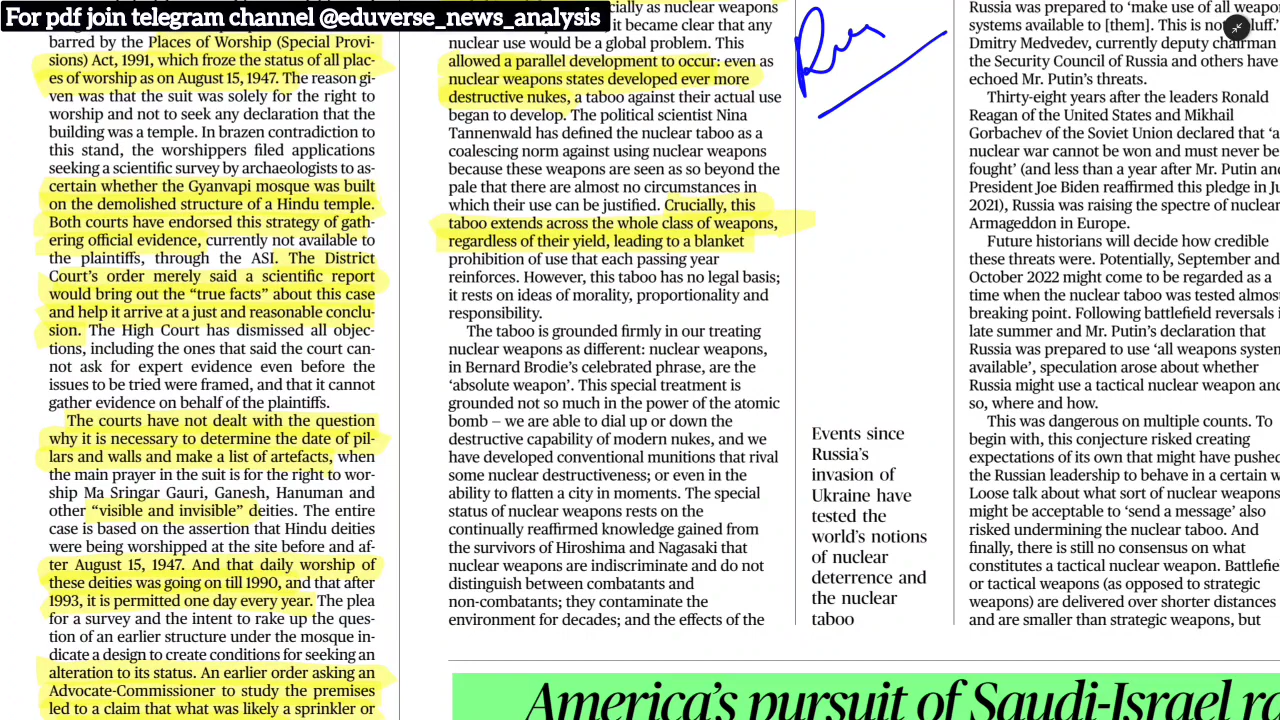 For pdf join telegram channel @eduverse_news_analysis
barred by the Places of Worship (Special Provi-
sions) Act, 1991, which froze the status of all plac-
es of worship as on August 15, 1947. The reason gi-
ven was that the suit was solely for the right to
worship and not to seek any declaration that the
building was a temple. In brazen contradiction to
this stand, the worshippers filed applications
seeking a scientific survey by archaeologists to as-
certain whether the Gyanvapi mosque was built
on the demolished structure of a Hindu temple.
Both courts have endorsed this strategy of gath-
ering official evidence, currently not available to
the plaintiffs, through the ASI. The District
Court's order merely said a scientific report
would bring out the “true facts” about this case
and help it arrive at a just and reasonable conclu-
sion. The High Court has dismissed all objec-
tions, including the ones that said the court can-
not ask for expert evidence even before the
issues to be tried were framed, and that it cannot
gather evidence on behalf of the plaintiffs.
The courts have not dealt with the question
why it is necessary to determine the date of pil-
lars and walls and make a list of artefacts, when
the main prayer in the suit is for the right to wor-
ship Ma Sringar Gauri, Ganesh, Hanuman and
other “visible and invisible” deities. The entire
case is based on the assertion that Hindu deities
were being worshipped at the site before and af-
ter August 15, 1947. And that daily worship of
these deities was going on till 1990, and that after
1993, it is permitted one day every year. The plea
for a survey and the intent to rake up the ques-
tion of an earlier structure under the mosque in-
dicate a design to create conditions for seeking an
alteration to its status. An earlier order asking an
Advocate-Commissioner to study the premises
led to a claim that what was likely a sprinkler or
as nuclear weapons
it became clear that any
nuclear use would be a global problem. This
allowed a parallel development to occur: even as
nuclear weapons states developed ever more
destructive nukes, a taboo against their actual use
began to develop. The political scientist Nina
Tannenwald has defined the nuclear taboo as a
coalescing norm against using nuclear weapons
because these weapons are seen as so beyond the
pale that there are almost no circumstances in
which their use can be justified. Crucially, this
taboo extends across the whole class of weapons,
regardless of their yield, leading to a blanket
prohibition of use that each passing year
reinforces. However, this taboo has no legal basis;
it rests on ideas of morality, proportionality and
responsibility.
The taboo is grounded firmly in our treating
nuclear weapons as different: nuclear weapons,
in Bernard Brodie's celebrated phrase, are the
‘absolute weapon’. This special treatment is
grounded not so much in the power of the atomic
bomb – we are able to dial up or down the
destructive capability of modern nukes, and we
have developed conventional munitions that rival
some nuclear destructiveness; or even in the
ability to flatten a city in moments. The special
status of nuclear weapons rests on the
continually reaffirmed knowledge gained from
the survivors of Hiroshima and Nagasaki that
nuclear weapons are indiscriminate and do not
distinguish between combatants and
non-combatants; they contaminate the
environment for decades; and the effects of the
Events since
Russia's
invasion of
Ukraine have
tested the
world's notions
of nuclear
deterrence and
the nuclear
taboo
Russia was prepared to ‘make use of all weapo
systems available to [them]. This is not
Dmitry Medvedev, currently deputy chairman
the Security Council of Russia and others have
echoed Mr. Putin's threats.
Thirty-eight years after the leaders Ronald
Reagan of the United States and Mikhail
Gorbachev of the Soviet Union declared that ‘a
nuclear war cannot be won and must never be
fought’ (and less than a year after Mr. Putin and
President Joe Biden reaffirmed this pledge in Ju
2021), Russia was raising the spectre of nuclear
Armageddon in Europe.
Future historians will decide how credible
these threats were. Potentially, September and
October 2022 might come to be regarded as a
time when the nuclear taboo was tested almost
breaking point. Following battlefield reversals i
late summer and Mr. Putin's declaration that
Russia was prepared to use ‘all weapons system
available’, speculation arose about whether
Russia might use a tactical nuclear weapon and
so, where and how.
This was dangerous on multiple counts. To
begin with, this conjecture risked creating
expectations of its own that might have pushed
the Russian leadership to behave in a certain w
Loose talk about what sort of nuclear weapons
might be acceptable to ‘send a message’ also
risked undermining the nuclear taboo. And
finally, there is still no consensus on what
constitutes a tactical nuclear weapon. Battlefie
or tactical weapons (as opposed to strategic
weapons) are delivered over shorter distances
and are smaller than strategic weapons, but
America's pursuit of Saudi-Israel ra